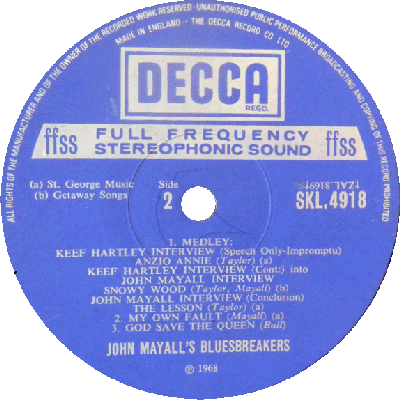 ALL RIGHTS OF THE MANUFACTURER AND OF THE OWNER OF THE RECORDED WORK RESERVED · UNAUTHORISED PUBLIC PERFORMANCE BROADCASTING AND COPYING OF THIS RECORD PROHIBITED
MADE IN ENGLAND · THE DECCA RECORD CO LTD
DECCA
REGD.
ffss FULL FREQUENCY STEREOPHONIC SOUND ffss
(a) St. George Music
(b) Getaway Songs
Side
2
SKL.4918
1. MEDLEY:
KEEF HARTLEY INTERVIEW (Speech Only-Impromptu)
ANZIO ANNIE (Taylor) (a)
KEEF HARTLEY INTERVIEW (Cont:) into
JOHN MAYALL INTERVIEW
SNOWY WOOD (Taylor, Mayall) (b)
JOHN MAYALL INTERVIEW (Conclusion)
THE LESSON (Taylor) (a)
2. MY OWN FAULT (Mayall) (a)
3. GOD SAVE THE QUEEN (Bull)
JOHN MAYALL'S BLUESBREAKERS
℗ 1968